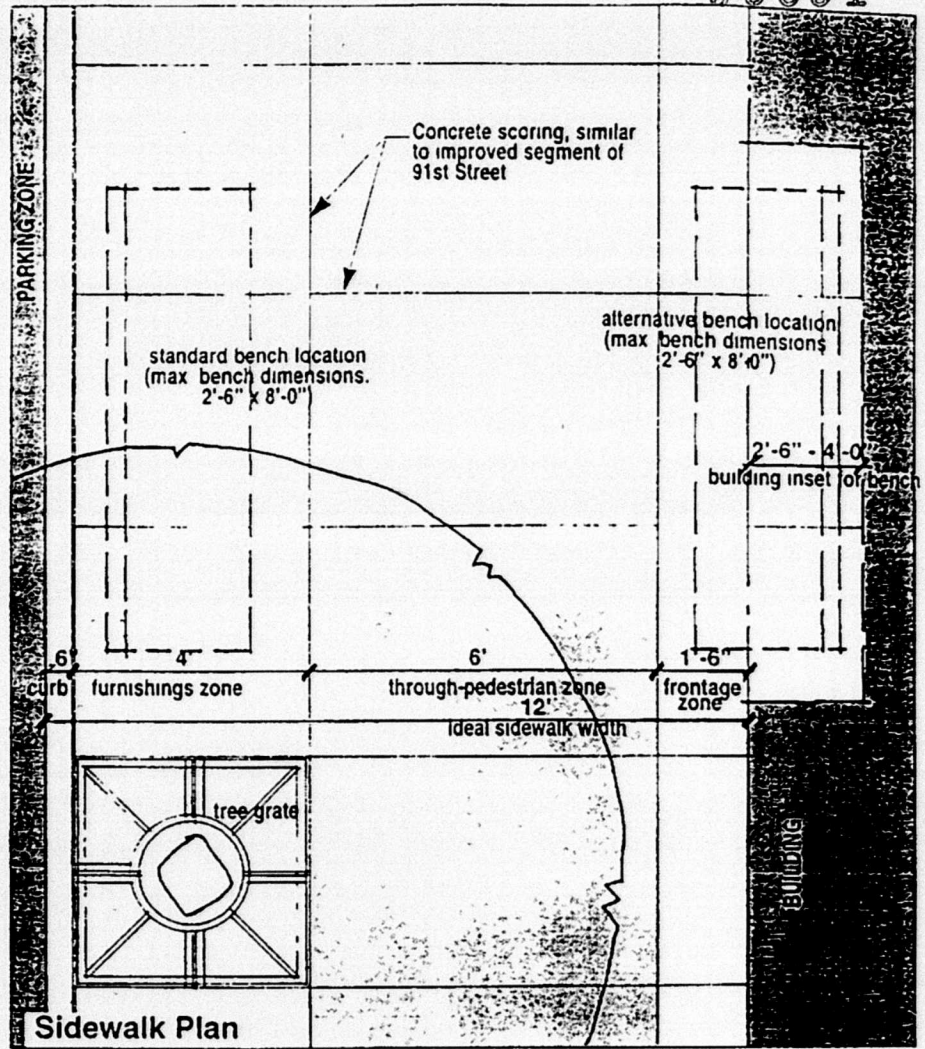 PARKING ZONE
Concrete scoring, similar
to improved segment of
91st Street
standard bench location
(max bench dimensions.
2'-6" x 8'-0")
alternative bench location
(max bench dimensions
2'-6" x 8'-0")
2'-6" - 4'-0"
building inset for bench
6"
4'
6'
1'-6"
curb
furnishings zone
through-pedestrian zone
frontage
zone
12'
ideal sidewalk width
tree grate
BUILDING
Sidewalk Plan